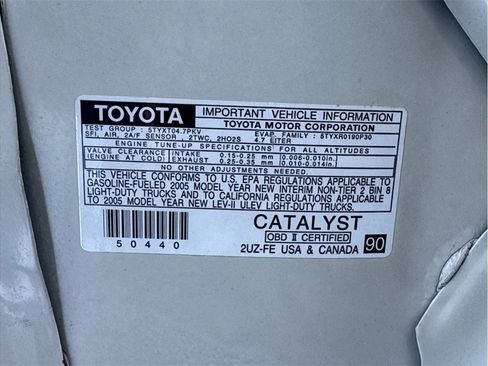 TOYOTA
IMPORTANT VEHICLE INFORMATION
TOYOTA MOTOR CORPORATION
TEST GROUP : 5TYXT04.7PKV EVAP. FAMILY : 5TYXR0190P30
SFI, AIR, 2A/F SENSOR , 2TWC, 2HO2S 4.7 LITER
ENGINE TUNE-UP SPECIFICATIONS FOR ALL ALTITUDES
VALVE CLEARANCE INTAKE 0.15-0.25 mm (0.006-0.010in.)
(ENGINE AT COLD) EXHAUST 0.25-0.35 mm (0.010-0.014in.)
NO OTHER ADJUSTMENTS NEEDED.
THIS VEHICLE CONFORMS TO U.S. EPA REGULATIONS APPLICABLE TO
GASOLINE-FUELED 2005 MODEL YEAR NEW INTERIM NON-TIER 2 BIN 8
LIGHT-DUTY TRUCKS AND TO CALIFORNIA REGULATIONS APPLICABLE
TO 2005 MODEL YEAR NEW LEV-II ULEV LIGHT-DUTY TRUCKS.
CATALYST
OBD II CERTIFIED
50440
2UZ-FE USA & CANADA 90